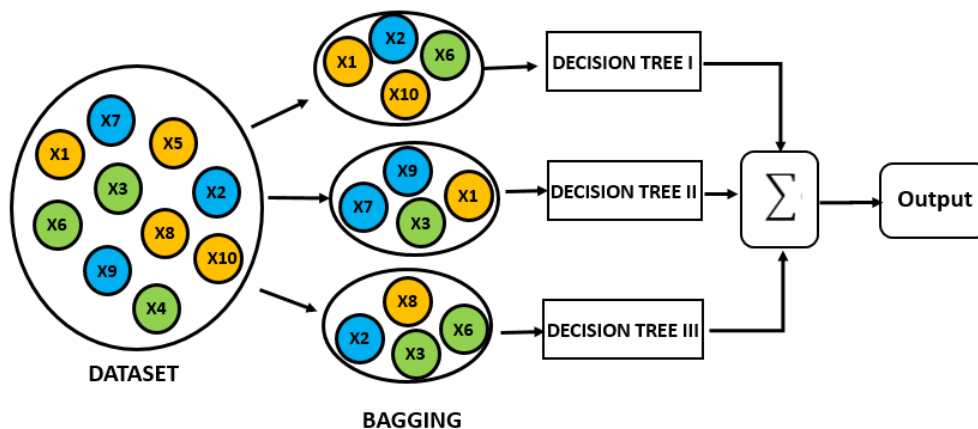 X7
X1
X5
X3
X2
X6
X8
X9
X10
X4
DATASET
X2
X1
X6
X10
X9
X7
X1
X3
X8
X2
X6
X3
BAGGING
DECISION TREE I
DECISION TREE II
DECISION TREE III
∑
Output